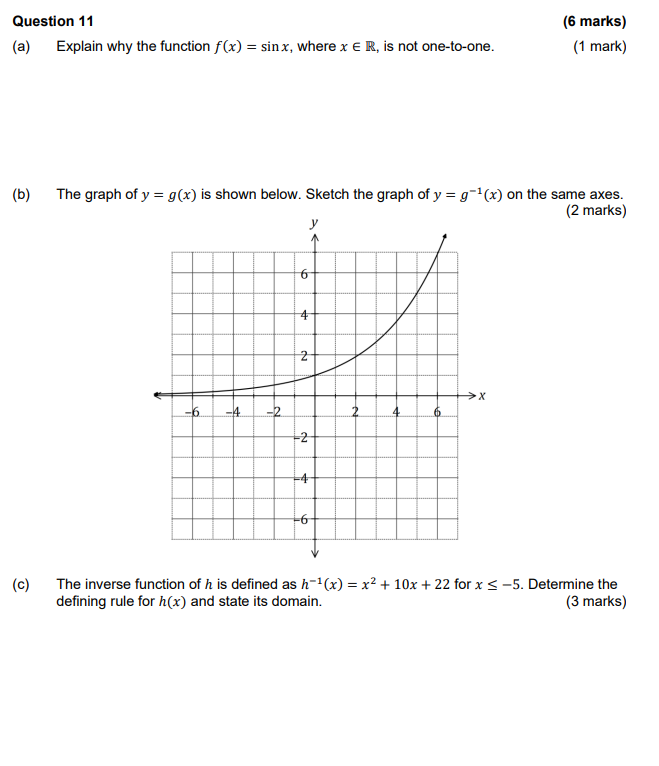 Question 11 (6 marks)
(a) Explain why the function f(x) = sin x, where x ∈ ℝ, is not one-to-one. (1 mark)
(b) The graph of y = g(x) is shown below. Sketch the graph of y = g⁻¹(x) on the same axes.
(2 marks)
y
6
4
2
x
-6 -4 -2 2 4 6
-2
-4
-6
(c) The inverse function of h is defined as h⁻¹(x) = x² + 10x + 22 for x ≤ −5. Determine the
defining rule for h(x) and state its domain. (3 marks)